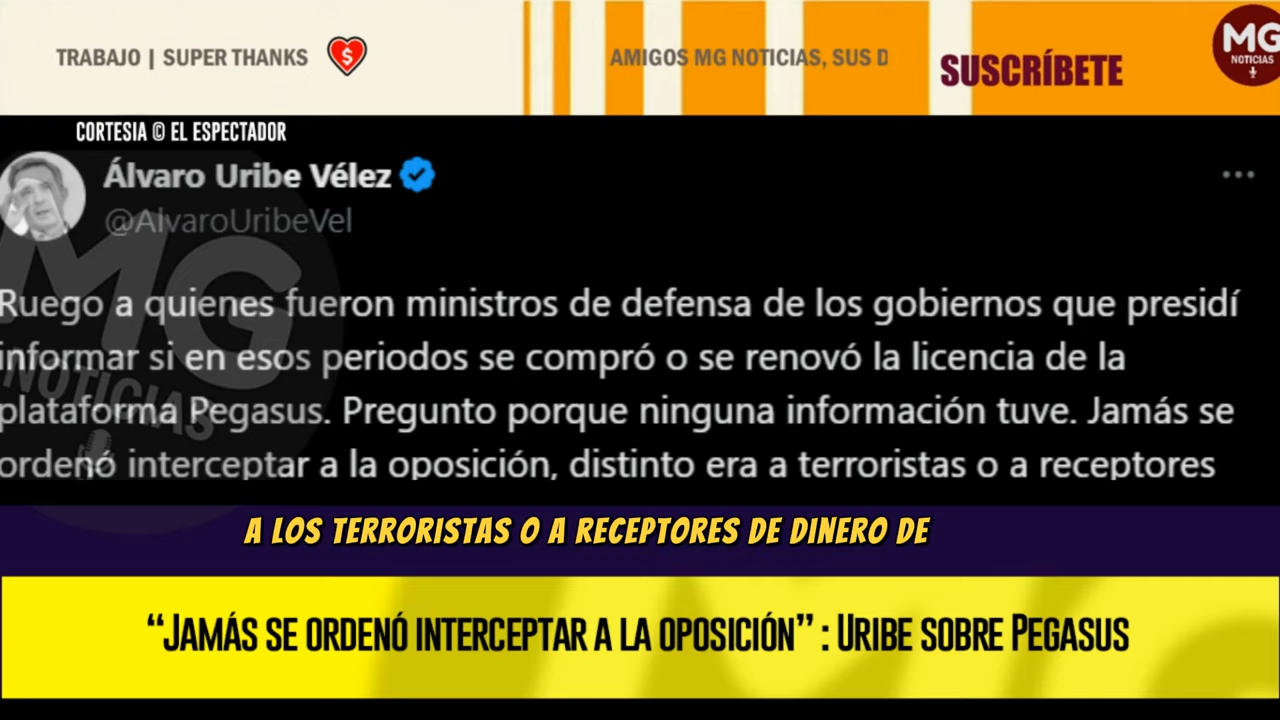 TRABAJO | SUPER THANKS
AMIGOS MG NOTICIAS, SUS D
SUSCRÍBETE
MG
NOTICIAS
CORTESIA © EL ESPECTADOR
Álvaro Uribe Vélez
@AlvaroUribeVel
Ruego a quienes fueron ministros de defensa de los gobiernos que presidí
informar si en esos periodos se compró o se renovó la licencia de la
plataforma Pegasus. Pregunto porque ninguna información tuve. Jamás se
ordenó interceptar a la oposición, distinto era a terroristas o a receptores
MG
NOTICIAS
A LOS TERRORISTAS O A RECEPTORES DE DINERO DE
“JAMÁS SE ORDENÓ INTERCEPTAR A LA OPOSICIÓN” : URIBE SOBRE PEGASUS